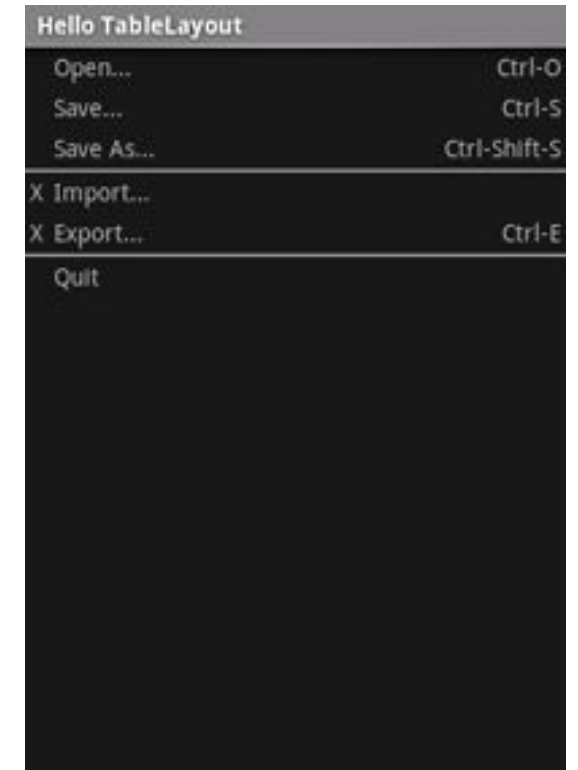 Hello TableLayout
Open... Ctrl-O
Save... Ctrl-S
Save As... Ctrl-Shift-S
X Import...
X Export... Ctrl-E
Quit